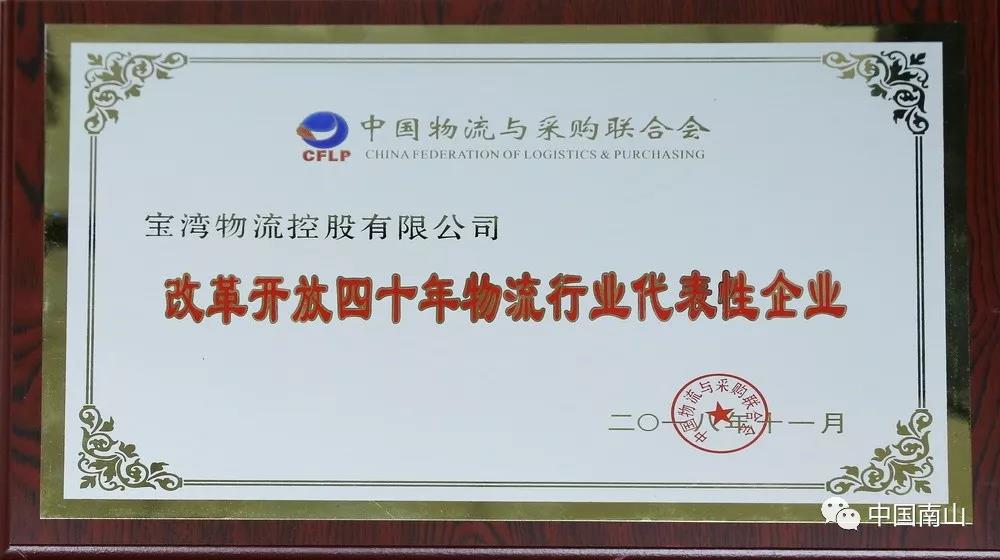 中国物流与采购联合会
CFLP
CHINA FEDERATION OF LOGISTICS & PURCHASING
宝湾物流控股有限公司
改革开放四十年物流行业代表性企业
中国物流与采购联合会
二〇一八年十一月
中国南山